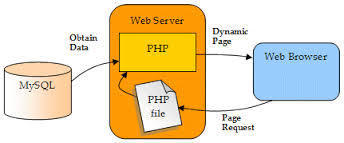 Web Server
Obtain
Data
PHP
Dynamic
Page
Web Browser
MySQL
PHP
file
Page
Request